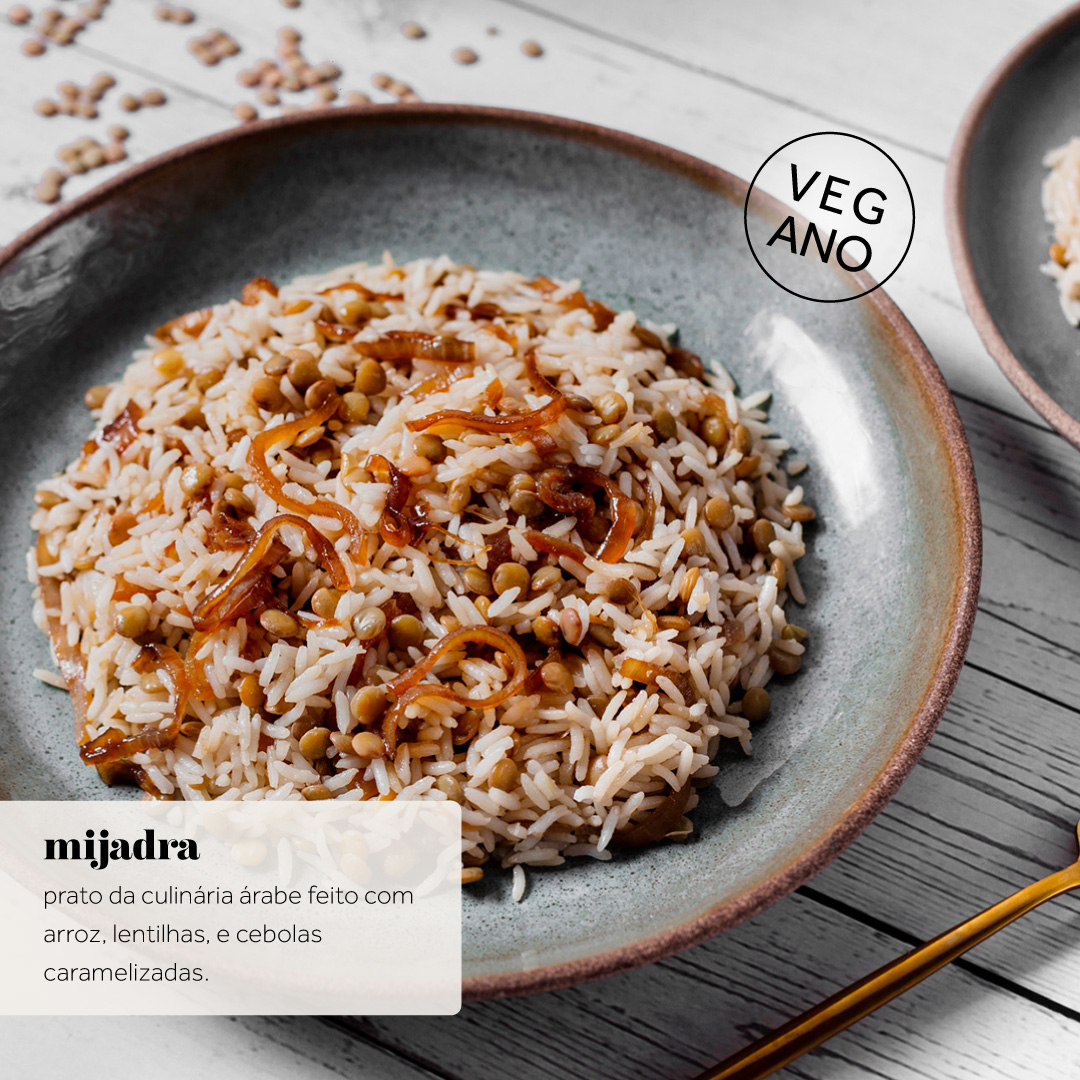 VEG
ANO
mijadra
prato da culinária árabe feito com
arroz, lentilhas, e cebolas
caramelizadas.